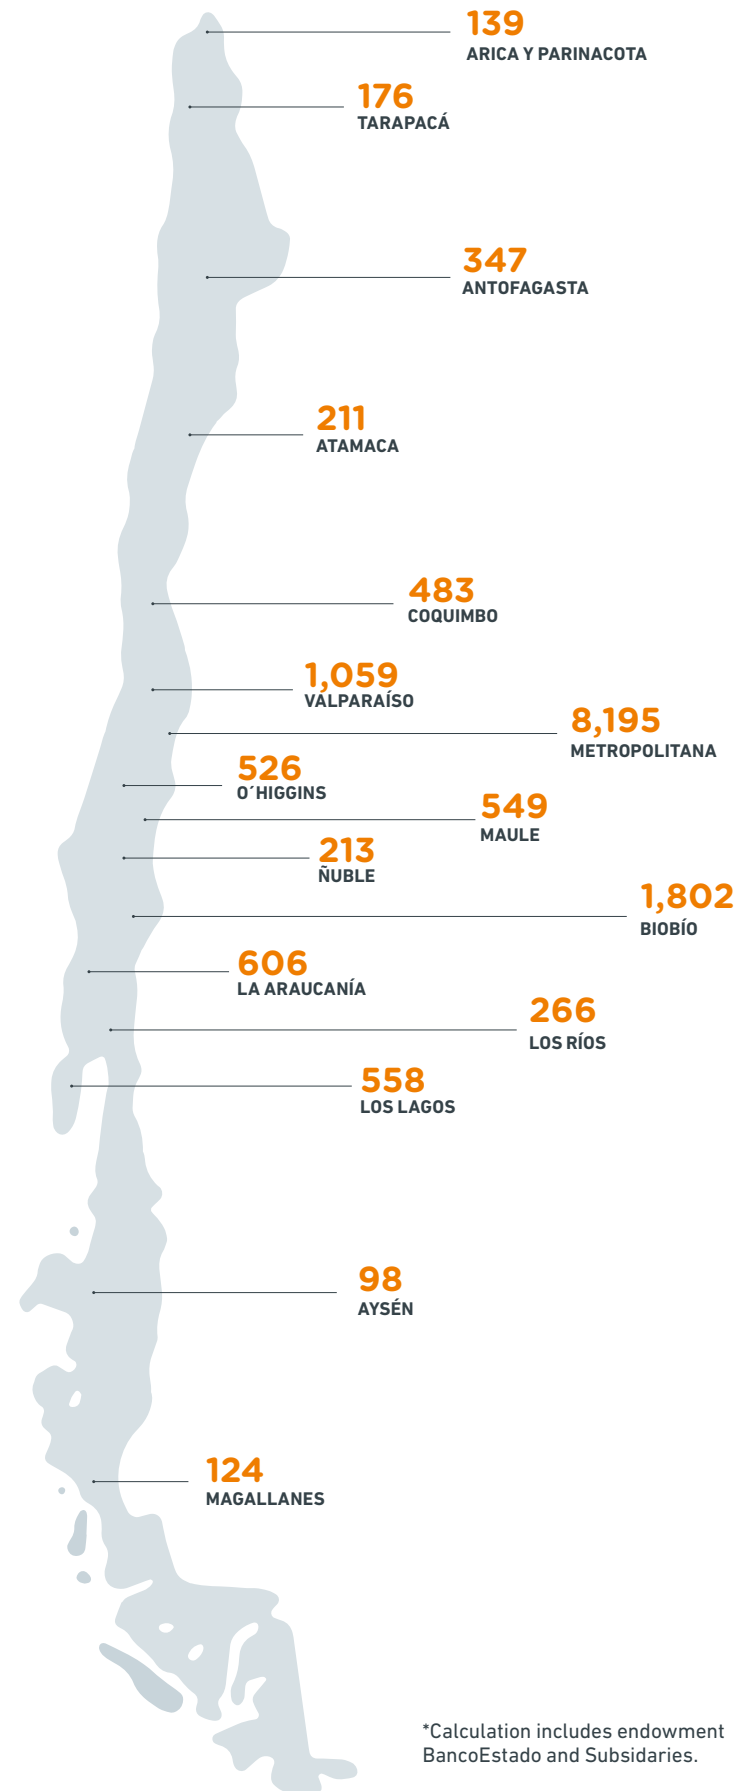 139
ARICA Y PARINACOTA
176
TARAPACÁ
347
ANTOFAGASTA
211
ATAMACA
483
COQUIMBO
1,059
VALPARAÍSO
8,195
METROPOLITANA
526
O´HIGGINS
549
MAULE
213
ÑUBLE
1,802
BIOBÍO
606
LA ARAUCANÍA
266
LOS RÍOS
558
LOS LAGOS
98
AYSÉN
124
MAGALLANES
*Calculation includes endowment
BancoEstado and Subsidaries.